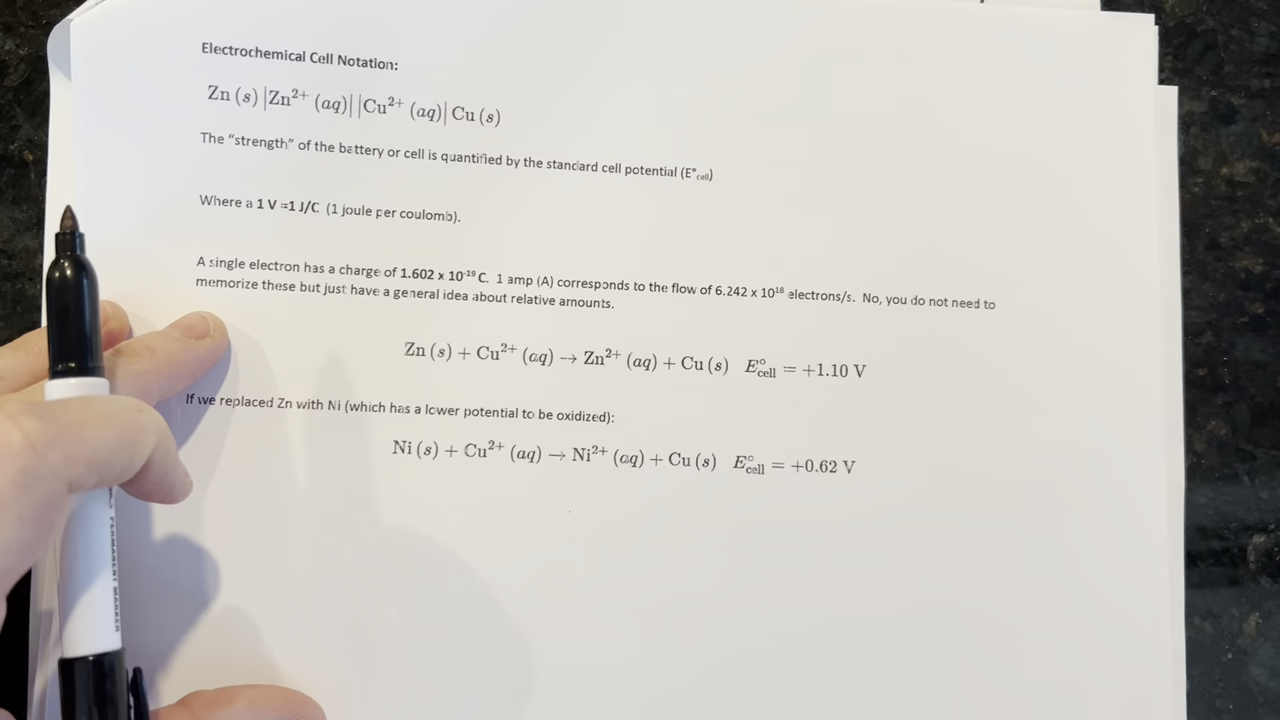 Electrochemical Cell Notation:
Zn (s) |Zn²⁺ (aq)| |Cu²⁺ (aq)| Cu (s)
The "strength" of the battery or cell is quantified by the standard cell potential (E°cell)
Where a 1 V =1 J/C (1 joule per coulomb).
A single electron has a charge of 1.602 x 10⁻¹⁹ C. 1 amp (A) corresponds to the flow of 6.242 x 10¹⁸ electrons/s. No, you do not need to
memorize these but just have a general idea about relative amounts.
Zn (s) + Cu²⁺ (aq) → Zn²⁺ (aq) + Cu (s) E°cell = +1.10 V
If we replaced Zn with Ni (which has a lower potential to be oxidized):
Ni (s) + Cu²⁺ (aq) → Ni²⁺ (aq) + Cu (s) E°cell = +0.62 V
PERMANENT MARKER